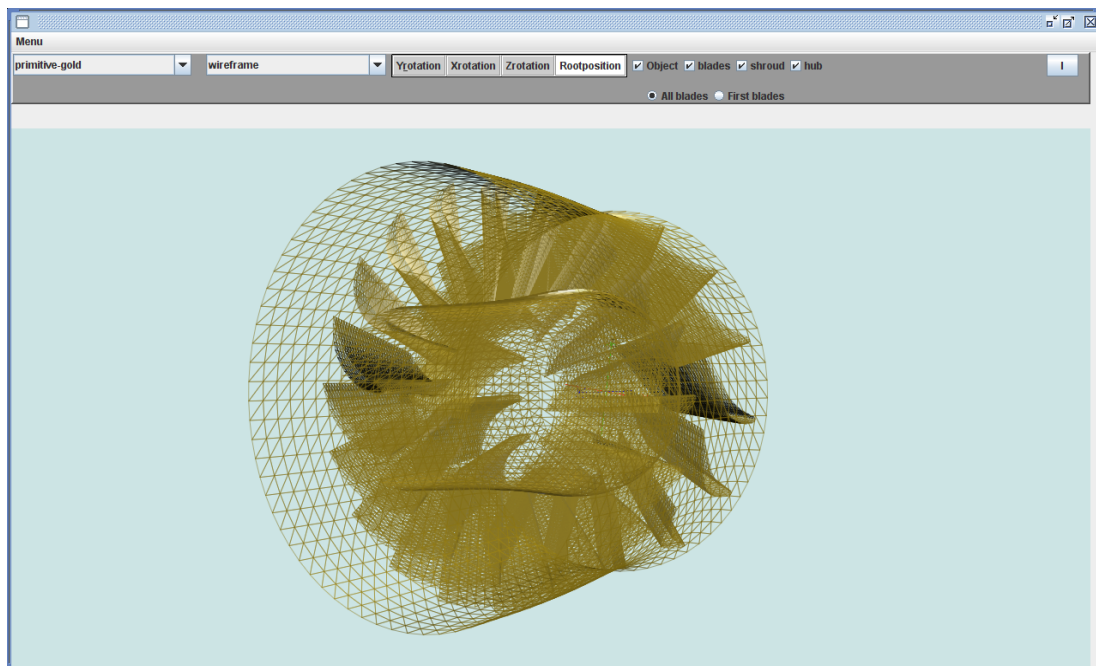 Menu
primitive-gold wireframe Yrotation Xrotation Zrotation Rootposition Object blades shroud hub I
All blades First blades